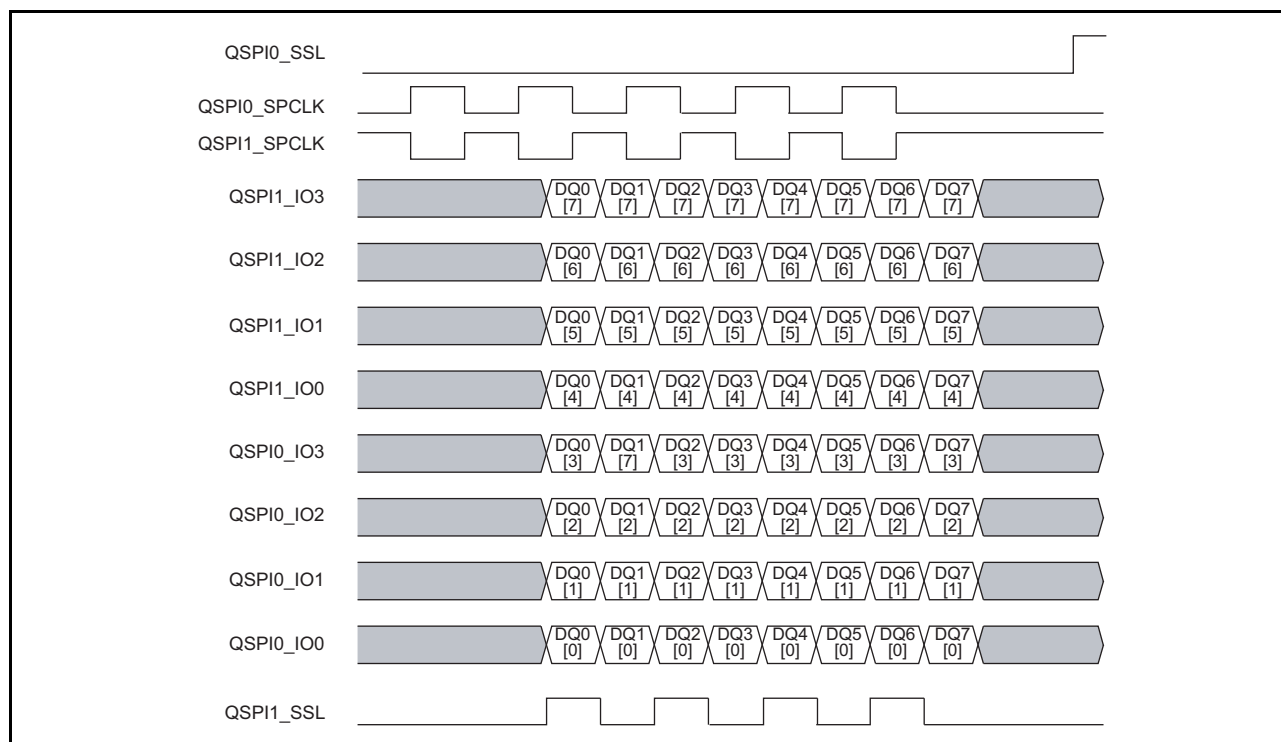 QSPI0_SSL
QSPI0_SPCLK
QSPI1_SPCLK
QSPI1_IO3
DQ0 DQ1 DQ2 DQ3 DQ4 DQ5 DQ6 DQ7
[7] [7] [7] [7] [7] [7] [7] [7]
QSPI1_IO2
DQ0 DQ1 DQ2 DQ3 DQ4 DQ5 DQ6 DQ7
[6] [6] [6] [6] [6] [6] [6] [6]
QSPI1_IO1
DQ0 DQ1 DQ2 DQ3 DQ4 DQ5 DQ6 DQ7
[5] [5] [5] [5] [5] [5] [5] [5]
QSPI1_IO0
DQ0 DQ1 DQ2 DQ3 DQ4 DQ5 DQ6 DQ7
[4] [4] [4] [4] [4] [4] [4] [4]
QSPI0_IO3
DQ0 DQ1 DQ2 DQ3 DQ4 DQ5 DQ6 DQ7
[3] [7] [3] [3] [3] [3] [3] [3]
QSPI0_IO2
DQ0 DQ1 DQ2 DQ3 DQ4 DQ5 DQ6 DQ7
[2] [2] [2] [2] [2] [2] [2] [2]
QSPI0_IO1
DQ0 DQ1 DQ2 DQ3 DQ4 DQ5 DQ6 DQ7
[1] [1] [1] [1] [1] [1] [1] [1]
QSPI0_IO0
DQ0 DQ1 DQ2 DQ3 DQ4 DQ5 DQ6 DQ7
[0] [0] [0] [0] [0] [0] [0] [0]
QSPI1_SSL